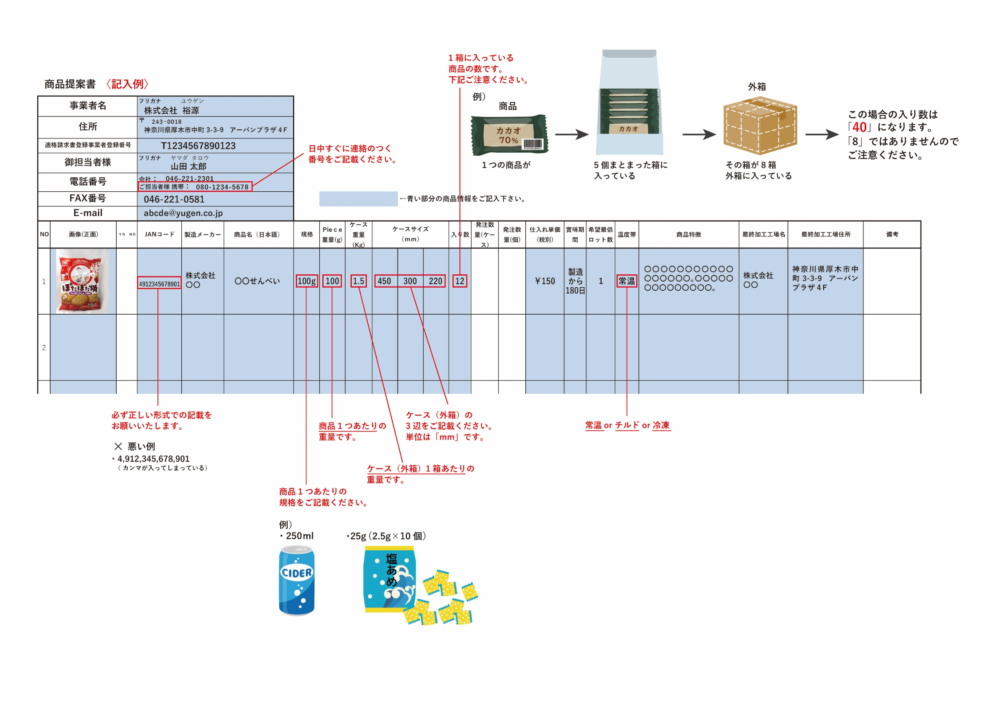 1 箱に入っている
商品の数です。
下記ご注意ください。
商品提案書 〈記入例〉
例）
商品
カカオ
70%
0123456789012
1 つの商品が
カカオ
5 個まとまった箱に
入っている
外箱
その箱が 8 箱
外箱に入っている
この場合の入り数は
「40」になります。
「8」ではありませんので
ご注意ください。
事業者名
フリガナ ユウゲン
株式会社 裕源
住所
〒 243-0018
神奈川県厚木市中町 3-3-9 アーバンプラザ 4F
適格請求書登録事業者登録番号
T1234567890123
御担当者様
フリガナ ヤマダ タロウ
山田 太郎
電話番号
会社： 046-221-2301
ご担当者様 携帯： 080-1234-5678
FAX番号
046-221-0581
E-mail
abcde@yugen.co.jp
日中すぐに連絡のつく
番号をご記載ください。
←青い部分の商品情報をご記入下さい。
NO
画像(正面)
YG NO
JANコード
製造メーカー
商品名（日本語）
規格
Piece
重量(g)
ケース
重量
(Kg)
ケースサイズ
（mm）
入り数
発注数
量(ケー
ス)
発注数
量(個)
仕入れ単価
（税別）
賞味期
間
希望最低
ロット数
温度帯
商品特徴
最終加工工場名
最終加工工場住所
備考
1
ぽたぽた焼
4912345678901
株式会社
〇〇
〇〇せんべい
100g
100
1.5
450 300 220
12
¥150
製造
から
180日
1
常温
〇〇〇〇〇〇〇〇〇〇〇
〇〇〇〇〇〇。〇〇〇〇〇
〇〇〇〇〇〇〇〇〇。
株式会社
〇〇
神奈川県厚木市中
町 3-3-9 アーバン
プラザ 4F
2
必ず正しい形式での記載を
お願いいたします。
× 悪い例
・4,912,345,678,901
（ カンマが入ってしまっている）
商品 1 つあたりの
重量です。
ケース（外箱）の
3 辺をご記載ください。
単位は「mm」です。
常温 or チルド or 冷凍
ケース（外箱）1 箱あたりの
重量です。
商品 1 つあたりの
規格をご記載ください。
例）
・250ml
・25g（2.5g×10 個）
CIDER
塩あめ